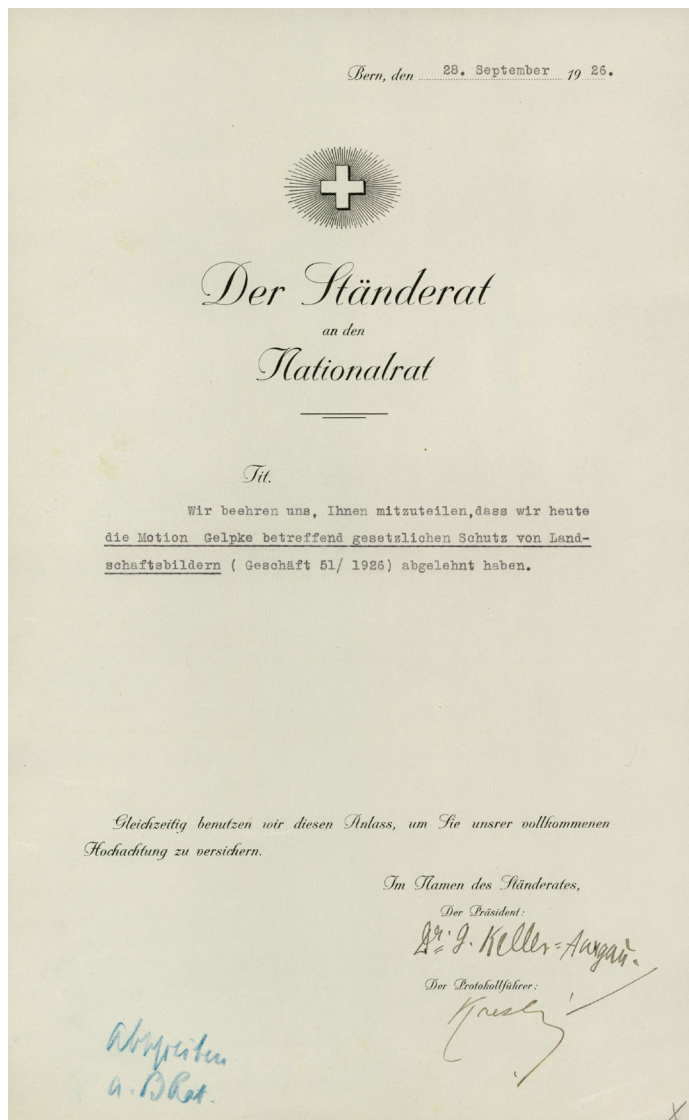 Bern, den 28. September 19 26.
Der Ständerat
an den
Nationalrat
Tit.
Wir beehren uns, Ihnen mitzuteilen,dass wir heute
die Motion Gelpke betreffend gesetzlichen Schutz von Land-
schaftsbildern ( Geschäft 51/ 1926) abgelehnt haben.
Gleichzeitig benutzen wir diesen Anlass, um Sie unsrer vollkommenen
Hochachtung zu versichern.
Im Namen des Ständerates,
Der Präsident:
Dr. G. Keller=Aargau.
Der Protokollführer:
a. BRat.